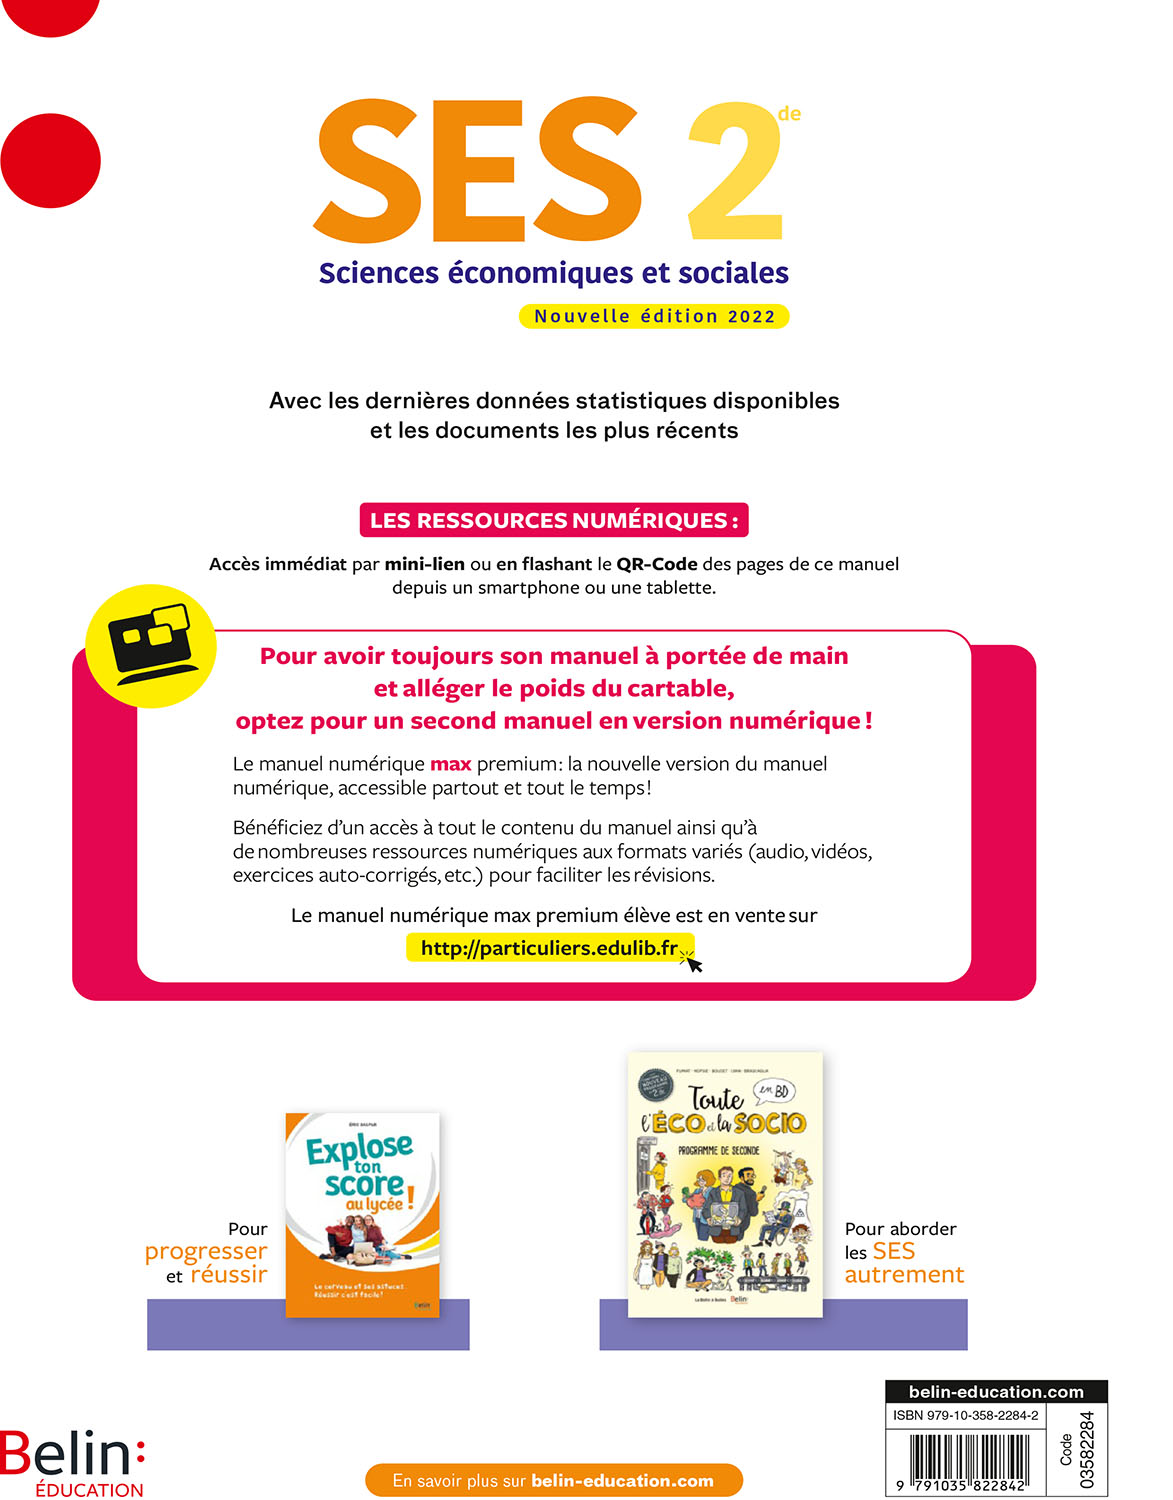 SES 2de
Sciences économiques et sociales
Nouvelle édition 2022
Avec les dernières données statistiques disponibles
et les documents les plus récents
LES RESSOURCES NUMÉRIQUES :
Accès immédiat par mini-lien ou en flashant le QR-Code des pages de ce manuel
depuis un smartphone ou une tablette.
Pour avoir toujours son manuel à portée de main
et alléger le poids du cartable,
optez pour un second manuel en version numérique !
Le manuel numérique max premium : la nouvelle version du manuel
numérique, accessible partout et tout le temps !
Bénéficiez d'un accès à tout le contenu du manuel ainsi qu'à
de nombreuses ressources numériques aux formats variés (audio, vidéos,
exercices auto-corrigés, etc.) pour faciliter les révisions.
Le manuel numérique max premium élève est en vente sur
http://particuliers.edulib.fr
Pour
progresser
et réussir
ÉRIC GASPAR
Explose
ton
score
au lycée !
Le cerveau et ses astuces.
Réussir c'est facile !
Belin
en BD
Toute
l'ÉCO et la SOCIO
PROGRAMME DE SECONDE
La Boîte à Bulles
Belin
Pour aborder
les SES
autrement
Belin:
ÉDUCATION
En savoir plus sur belin-education.com
belin-education.com
ISBN 979-10-358-2284-2
9 791035 822842
Code
03582284